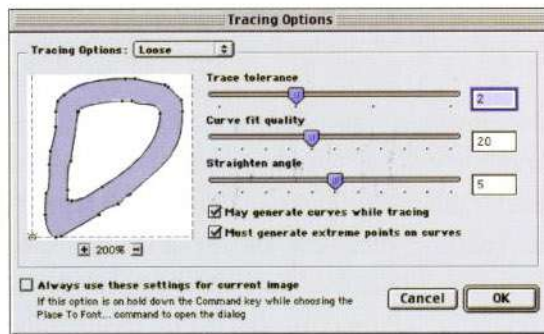 Tracing Options
Tracing Options: Loose
Trace tolerance
2
Curve fit quality
20
Straighten angle
5
May generate curves while tracing
Must generate extreme points on curves
200%
Always use these settings for current image
If this option is on hold down the Command key while choosing the
Place To Font... command to open the dialog
Cancel
OK